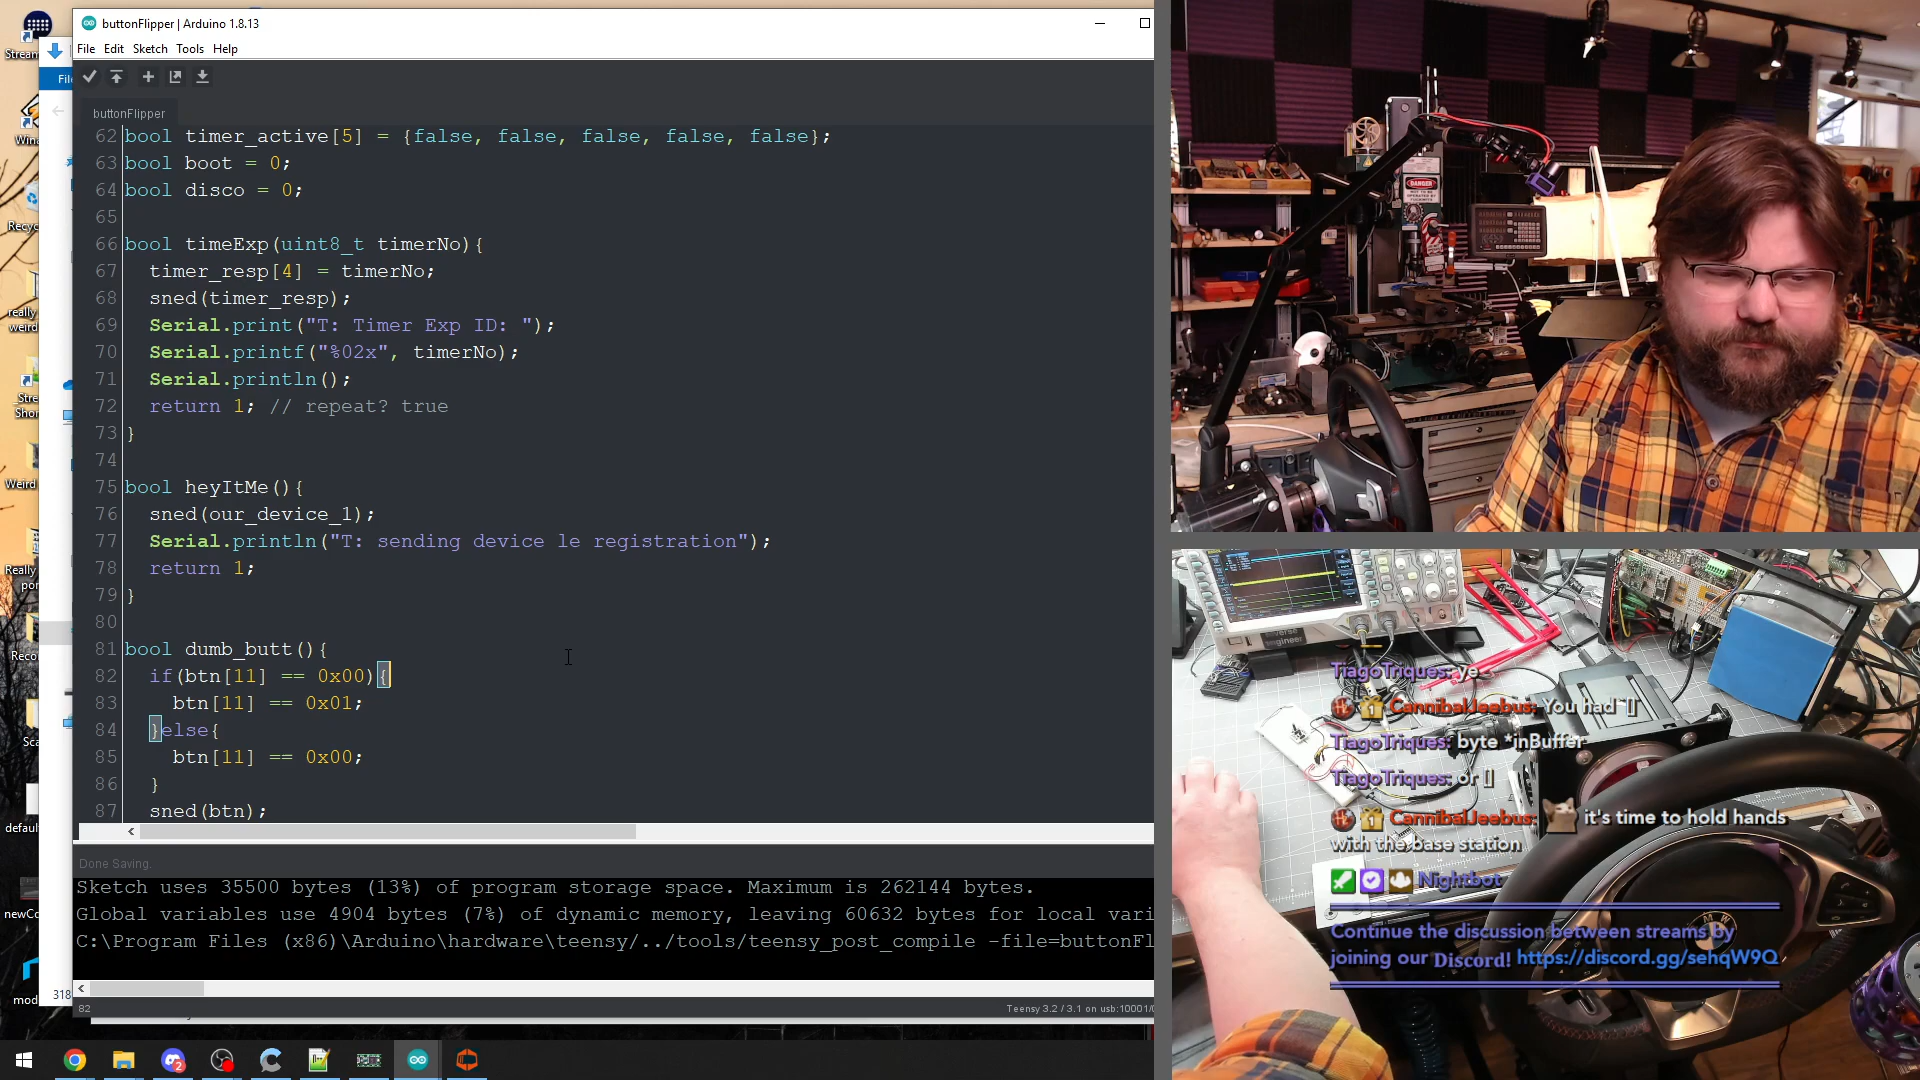 buttonFlipper | Arduino 1.8.13
File Edit Sketch Tools Help
buttonFlipper
62 bool timer_active[5] = {false, false, false, false, false};
63 bool boot = 0;
64 bool disco = 0;
65
66 bool timeExp(uint8_t timerNo){
67 timer_resp[4] = timerNo;
68 sned(timer_resp);
69 Serial.print("T: Timer Exp ID: ");
70 Serial.printf("%02x", timerNo);
71 Serial.println();
72 return 1; // repeat? true
73 }
74
75 bool heyItMe(){
76 sned(our_device_1);
77 Serial.println("T: sending device le registration");
78 return 1;
79 }
80
81 bool dumb_butt(){
82 if(btn[11] == 0x00){
83 btn[11] == 0x01;
84 }else{
85 btn[11] == 0x00;
86 }
87 sned(btn);
Done Saving.
Sketch uses 35500 bytes (13%) of program storage space. Maximum is 262144 bytes.
Global variables use 4904 bytes (7%) of dynamic memory, leaving 60632 bytes for local vari
C:\Program Files (x86)\Arduino\hardware\teensy/../tools/teensy_post_compile -file=buttonFl
82
Teensy 3.2 / 3.1 on usb:10001/
318
DANGER
TiagoTriques: ye
CannibalJeebus: You had `[]`
TiagoTriques: byte *inBuffer
TiagoTriques: or []
CannibalJeebus: it's time to hold hands
with the base station
Nightbot
Continue the discussion between streams by
joining our Discord! https://discord.gg/sehqW9Q